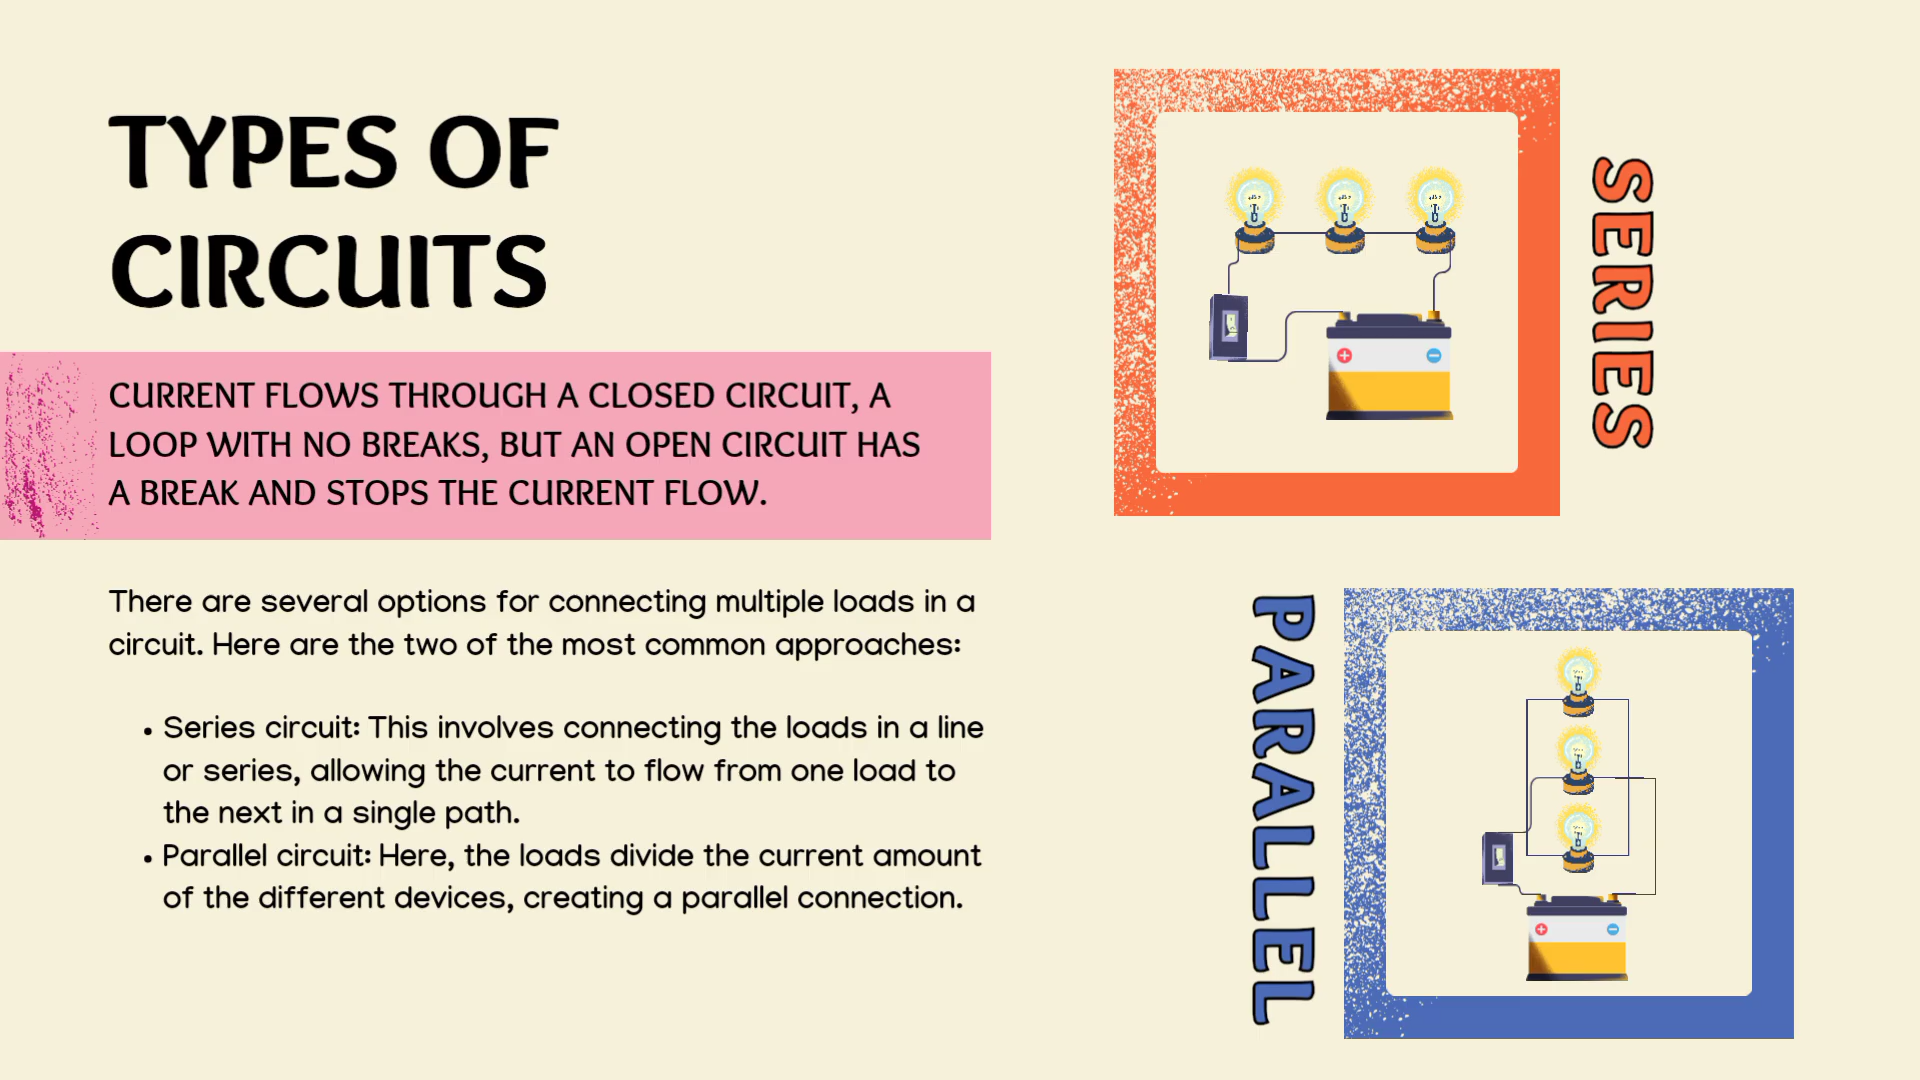 TYPES OF
CIRCUITS
CURRENT FLOWS THROUGH A CLOSED CIRCUIT, A
LOOP WITH NO BREAKS, BUT AN OPEN CIRCUIT HAS
A BREAK AND STOPS THE CURRENT FLOW.
There are several options for connecting multiple loads in a
circuit. Here are the two of the most common approaches:
• Series circuit: This involves connecting the loads in a line
or series, allowing the current to flow from one load to
the next in a single path.
• Parallel circuit: Here, the loads divide the current amount
of the different devices, creating a parallel connection.
SERIES
+ −
PARALLEL
+ −